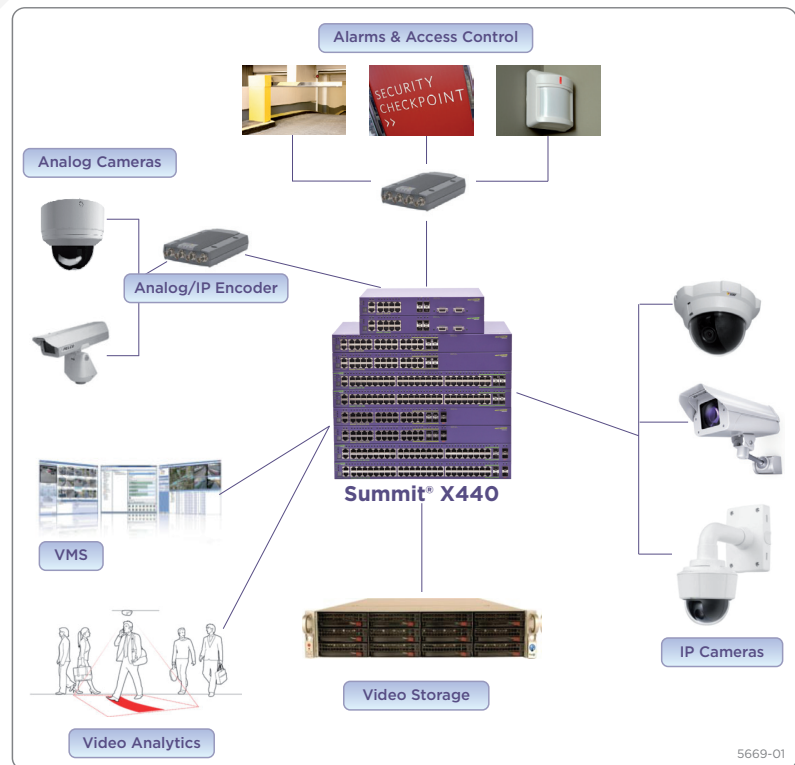 Alarms & Access Control
SECURITY
CHECKPOINT
>>
Analog Cameras
Analog/IP Encoder
Summit® X440
VMS
Video Storage
IP Cameras
Video Analytics
5669-01